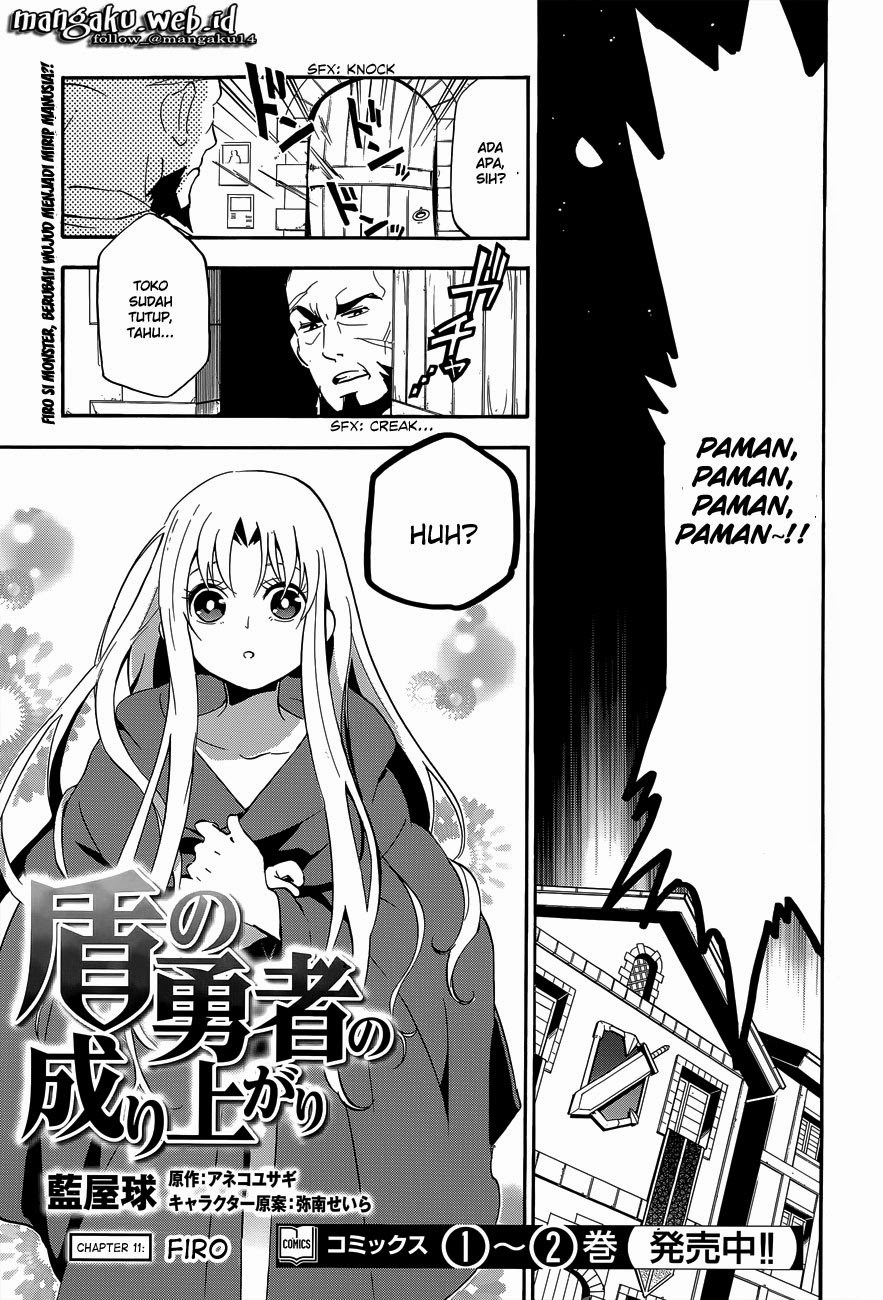 mangaku.web.id
follow_@mangaku14
PAMAN,
PAMAN,
PAMAN,
PAMAN~!!
SFX: KNOCK
ドンドンドン
ADA
APA,
SIH?
FIRO SI MONSTER, BERUBAH WUJUD MENJADI MIRIP MANUSIA?!
TOKO
SUDAH
TUTUP,
TAHU...
ガチャ
SFX: CREAK...
HUH?
盾の勇者の
成り上がり
藍屋球
原作:アネコユサギ
キャラクター原案:弥南せいら
CHAPTER 11:
FIRO
COMICS
コミックス
1~2巻
発売中!!